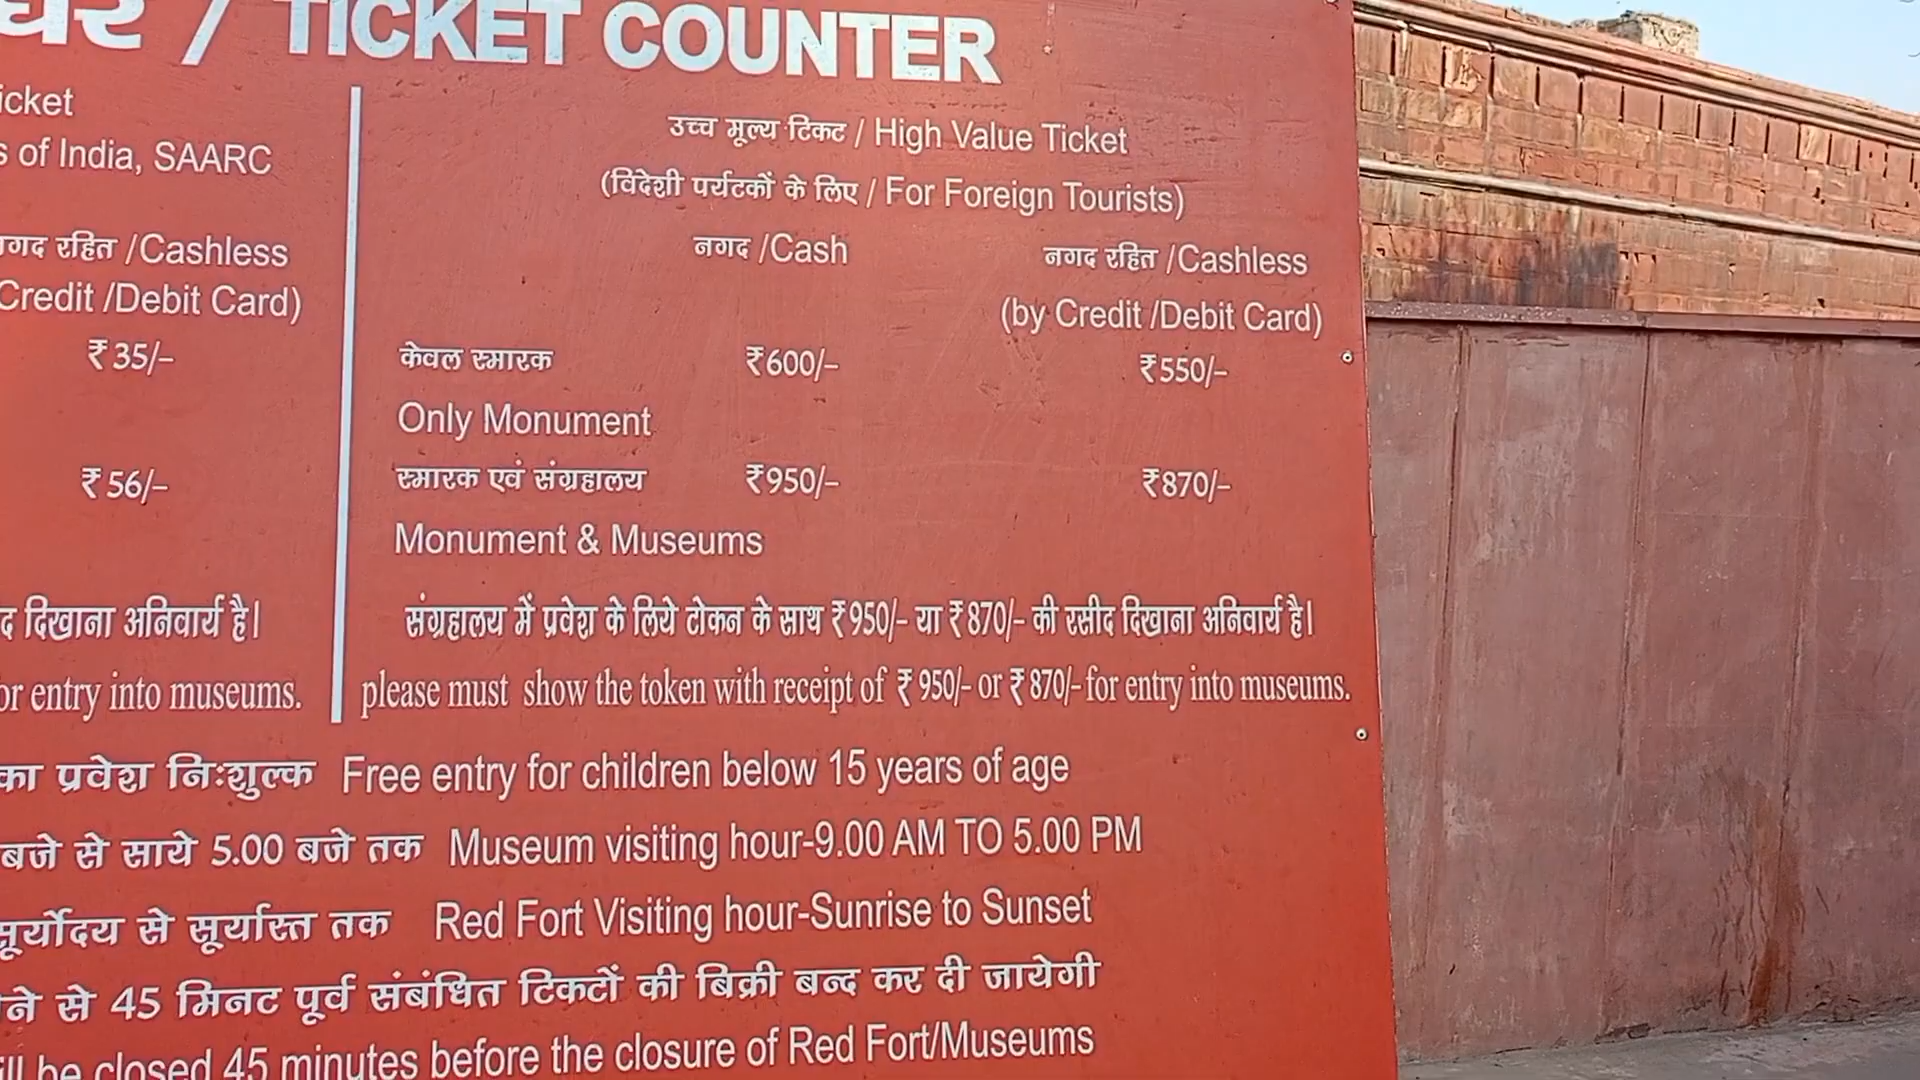 घर / TICKET COUNTER
icket
s of India, SAARC
नगद रहित /Cashless
Credit /Debit Card)
₹35/-
₹56/-
द दिखाना अनिवार्य है।
or entry into museums.
उच्च मूल्य टिकट / High Value Ticket
(विदेशी पर्यटकों के लिए / For Foreign Tourists)
नगद /Cash नगद रहित /Cashless
(by Credit /Debit Card)
केवल स्मारक ₹600/- ₹550/-
Only Monument
स्मारक एवं संग्रहालय ₹950/- ₹870/-
Monument & Museums
संग्रहालय में प्रवेश के लिये टोकन के साथ ₹950/- या ₹870/- की रसीद दिखाना अनिवार्य है।
please must show the token with receipt of ₹950/- or ₹870/- for entry into museums.
का प्रवेश निःशुल्क Free entry for children below 15 years of age
बजे से साये 5.00 बजे तक Museum visiting hour-9.00 AM TO 5.00 PM
सूर्योदय से सूर्यास्त तक Red Fort Visiting hour-Sunrise to Sunset
ने से 45 मिनट पूर्व संबंधित टिकटों की बिक्री बन्द कर दी जायेगी
ill be closed 45 minutes before the closure of Red Fort/Museums